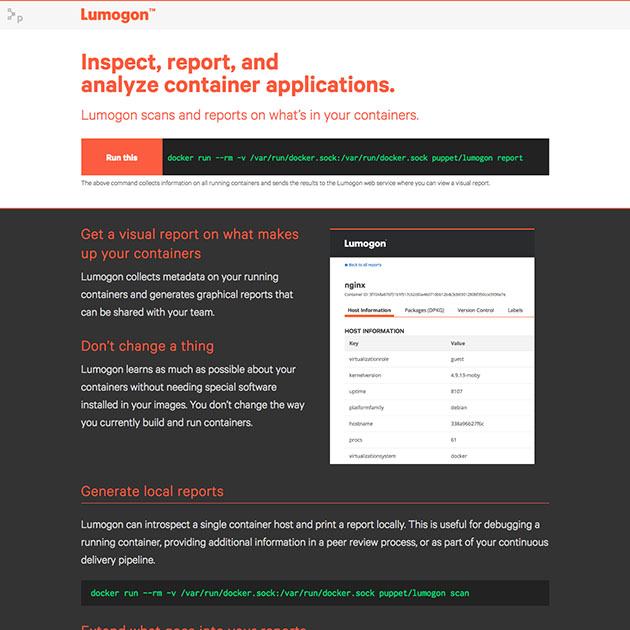 p
Lumogon™
Inspect, report, and
analyze container applications.
Lumogon scans and reports on what's in your containers.
Run this
docker run --rm -v /var/run/docker.sock:/var/run/docker.sock puppet/lumogon report
The above command collects information on all running containers and sends the results to the Lumogon web service where you can view a visual report.
Get a visual report on what makes
up your containers
Lumogon collects metadata on your running
containers and generates graphical reports that
can be shared with your team.
Don't change a thing
Lumogon learns as much as possible about your
containers without needing special software
installed in your images. You don't change the way
you currently build and run containers.
Lumogon
Back to all reports
nginx
Container ID:
Host Information Packages (DPKG) Version Control Labels
HOST INFORMATION
Key Value
virtualizationrole guest
kernelversion 4.9.13-moby
uptime 8107
platformfamily debian
hostname 338a96b27f6c
procs 61
virtualizationsystem docker
Generate local reports
Lumogon can introspect a single container host and print a report locally. This is useful for debugging a
running container, providing additional information in a peer review process, or as part of your continuous
delivery pipeline.
docker run --rm -v /var/run/docker.sock:/var/run/docker.sock puppet/lumogon scan
Extend what goes into your reports